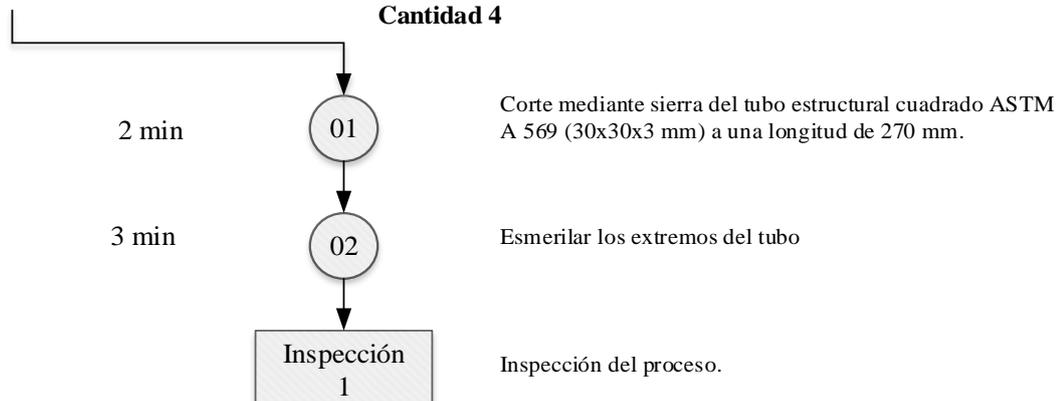 Cantidad 4
2 min
01
Corte mediante sierra del tubo estructural cuadrado ASTM
A 569 (30x30x3 mm) a una longitud de 270 mm.
3 min
02
Esmerilar los extremos del tubo
Inspección
1
Inspección del proceso.